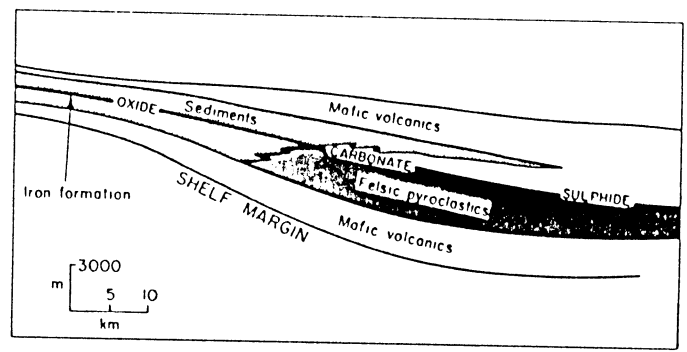 Mafic volcanics
OXIDE
Sediments
CARBONATE
Iron formation
Felsic pyroclastics
SULPHIDE
SHELF MARGIN
Mafic volcanics
3000
m
5 10
km